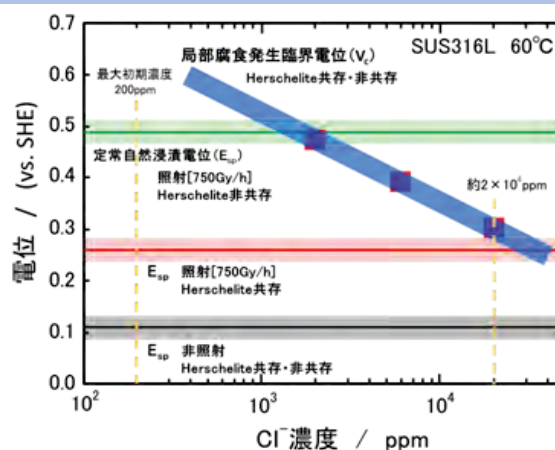 局部腐食発生臨界電位(Vc)
SUS316L 60℃
Herschelite共存・非共存
最大初期濃度
200ppm
定常自然浸漬電位(Esp)
照射[750Gy/h]
Herschelite非共存
約2×10⁴ppm
Esp 照射[750Gy/h]
Herschelite共存
Esp 非照射
Herschelite共存・非共存
電位 / (vs. SHE)
0.7
0.6
0.5
0.4
0.3
0.2
0.1
0.0
10²
10³
10⁴
Cl⁻濃度 / ppm